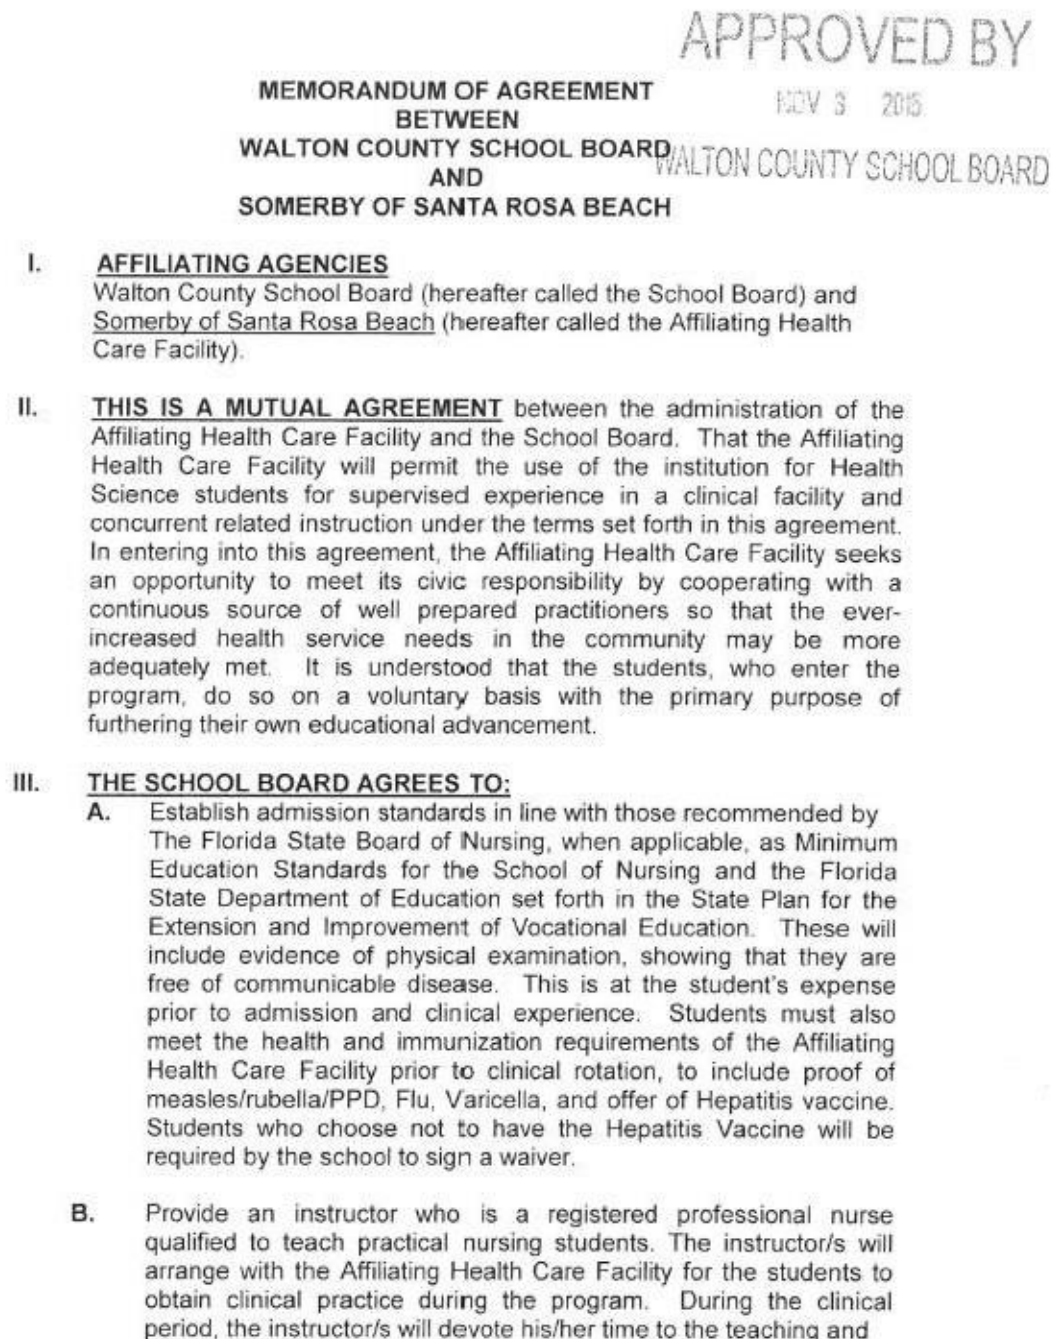 APPROVED BY
MEMORANDUM OF AGREEMENT
NOV 3 2015
BETWEEN
WALTON COUNTY SCHOOL BOARD
WALTON COUNTY SCHOOL BOARD
AND
SOMERBY OF SANTA ROSA BEACH
I. AFFILIATING AGENCIES
Walton County School Board (hereafter called the School Board) and
Somerby of Santa Rosa Beach (hereafter called the Affiliating Health
Care Facility).
II. THIS IS A MUTUAL AGREEMENT between the administration of the
Affiliating Health Care Facility and the School Board. That the Affiliating
Health Care Facility will permit the use of the institution for Health
Science students for supervised experience in a clinical facility and
concurrent related instruction under the terms set forth in this agreement.
In entering into this agreement, the Affiliating Health Care Facility seeks
an opportunity to meet its civic responsibility by cooperating with a
continuous source of well prepared practitioners so that the ever-
increased health service needs in the community may be more
adequately met. It is understood that the students, who enter the
program, do so on a voluntary basis with the primary purpose of
furthering their own educational advancement.
III. THE SCHOOL BOARD AGREES TO:
A. Establish admission standards in line with those recommended by
The Florida State Board of Nursing, when applicable, as Minimum
Education Standards for the School of Nursing and the Florida
State Department of Education set forth in the State Plan for the
Extension and Improvement of Vocational Education. These will
include evidence of physical examination, showing that they are
free of communicable disease. This is at the student's expense
prior to admission and clinical experience. Students must also
meet the health and immunization requirements of the Affiliating
Health Care Facility prior to clinical rotation, to include proof of
measles/rubella/PPD, Flu, Varicella, and offer of Hepatitis vaccine.
Students who choose not to have the Hepatitis Vaccine will be
required by the school to sign a waiver.
B. Provide an instructor who is a registered professional nurse
qualified to teach practical nursing students. The instructor/s will
arrange with the Affiliating Health Care Facility for the students to
obtain clinical practice during the program. During the clinical
period, the instructor/s will devote his/her time to the teaching and